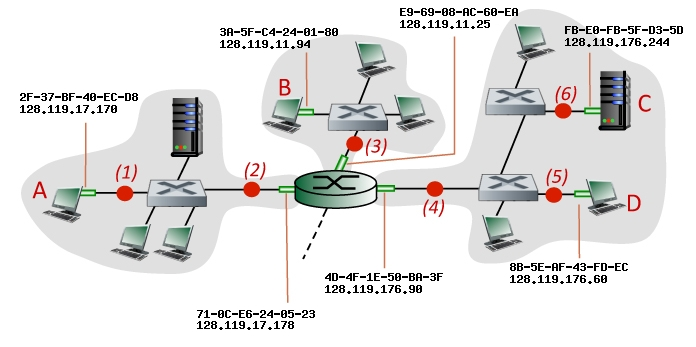 E9-69-08-AC-60-EA
128.119.11.25
3A-5F-C4-24-01-80
128.119.11.94
FB-E0-FB-5F-D3-5D
128.119.176.244
2F-37-BF-40-EC-D8
128.119.17.170
B
C
(6)
(3)
A
(1)
(2)
(4)
(5)
D
4D-4F-1E-50-BA-3F
128.119.176.90
8B-5E-AF-43-FD-EC
128.119.176.60
71-0C-E6-24-05-23
128.119.17.178